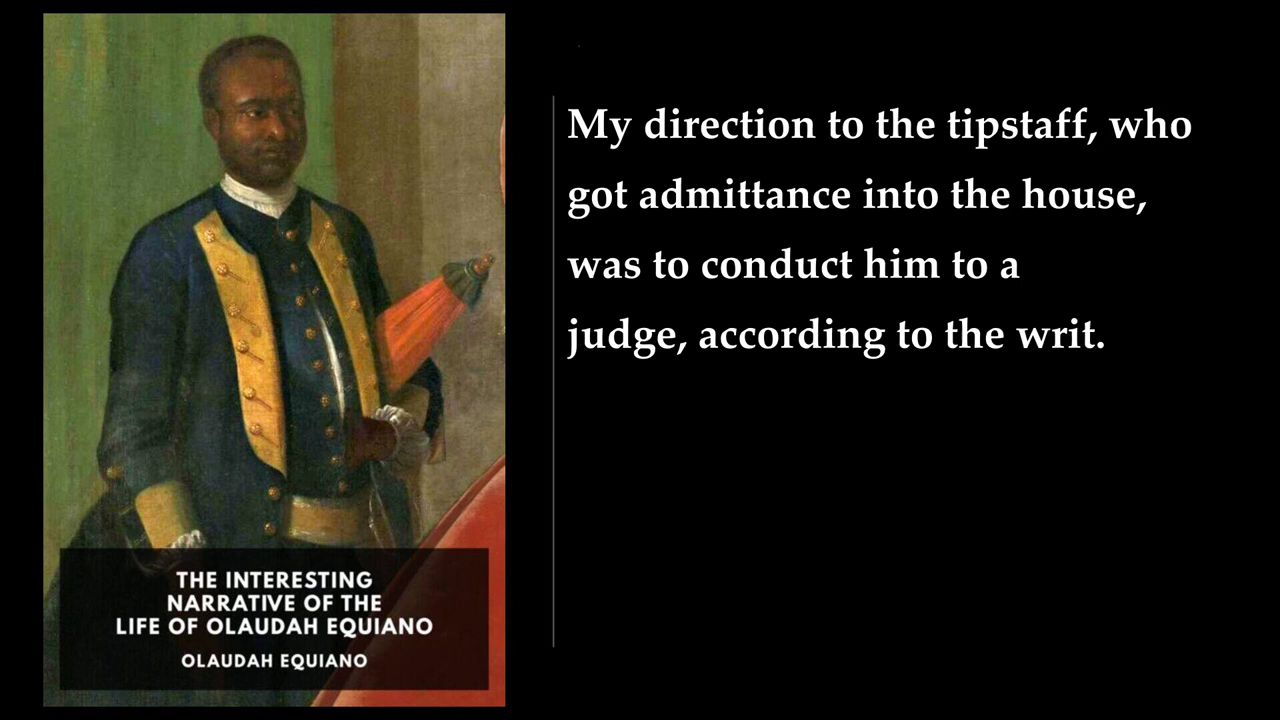 My direction to the tipstaff, who
got admittance into the house,
was to conduct him to a
judge, according to the writ.
THE INTERESTING
NARRATIVE OF THE
LIFE OF OLAUDAH EQUIANO
OLAUDAH EQUIANO